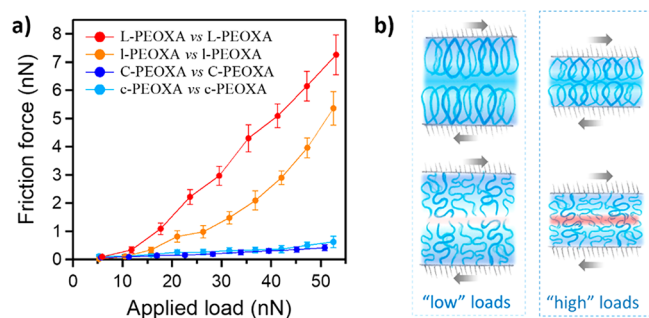 a)
L-PEOXA vs L-PEOXA
l-PEOXA vs l-PEOXA
C-PEOXA vs C-PEOXA
c-PEOXA vs c-PEOXA
Friction force (nN)
8
7
6
5
4
3
2
1
0
0 10 20 30 40 50
Applied load (nN)
b)
"low" loads
"high" loads